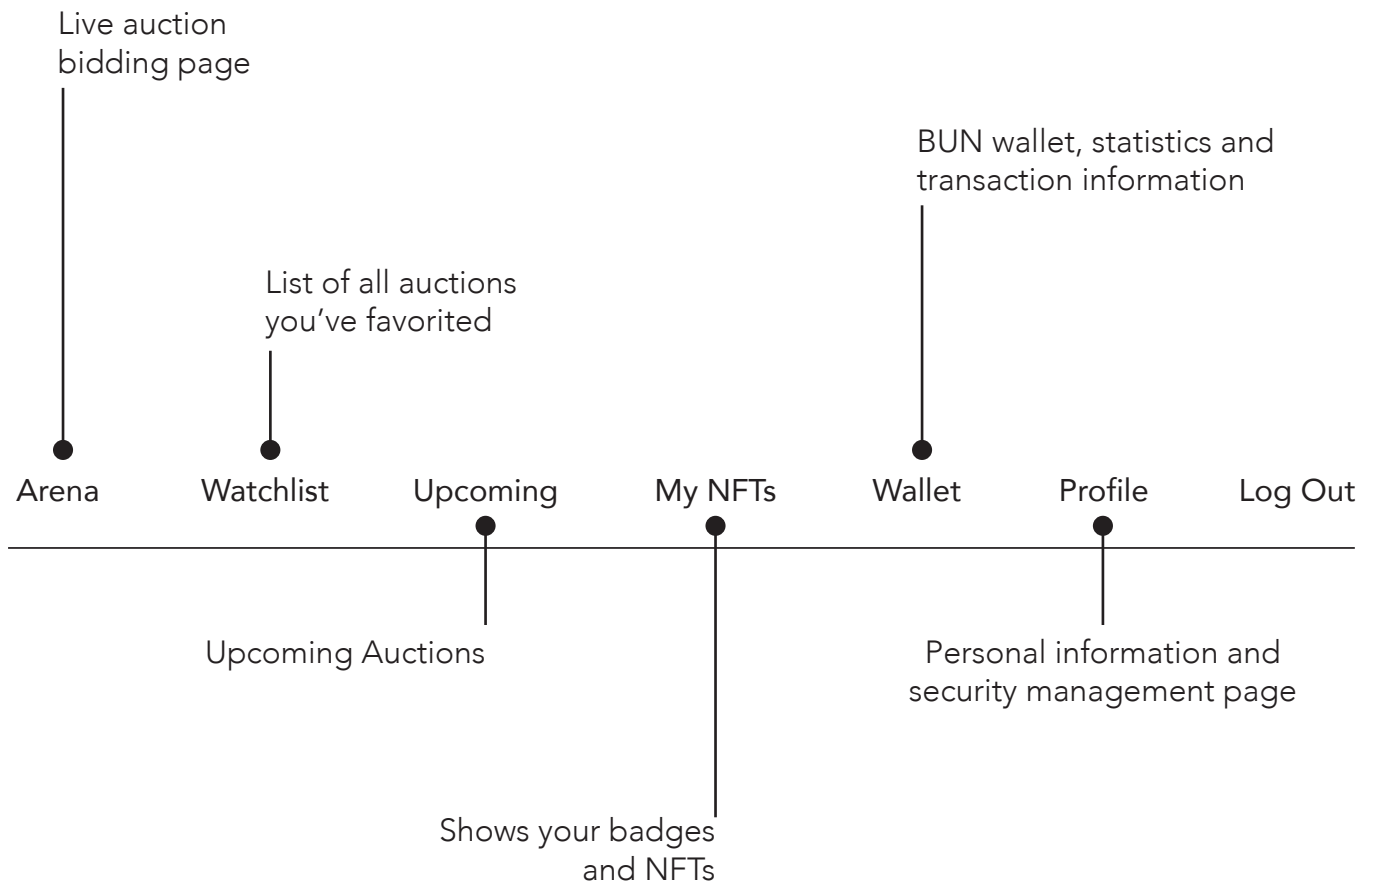 Live auction
bidding page
BUN wallet, statistics and
transaction information
List of all auctions
you've favorited
Arena Watchlist Upcoming My NFTs Wallet Profile Log Out
Upcoming Auctions
Personal information and
security management page
Shows your badges
and NFTs